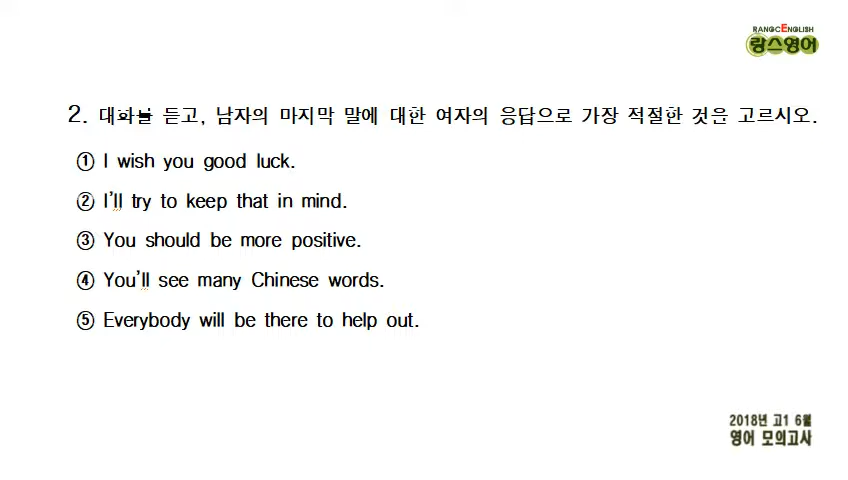 RANGCENGLISH
랑스영어
2. 대화를 듣고, 남자의 마지막 말에 대한 여자의 응답으로 가장 적절한 것을 고르시오.
① I wish you good luck.
② I'll try to keep that in mind.
③ You should be more positive.
④ You'll see many Chinese words.
⑤ Everybody will be there to help out.
2018년 고1 6월
영어 모의고사